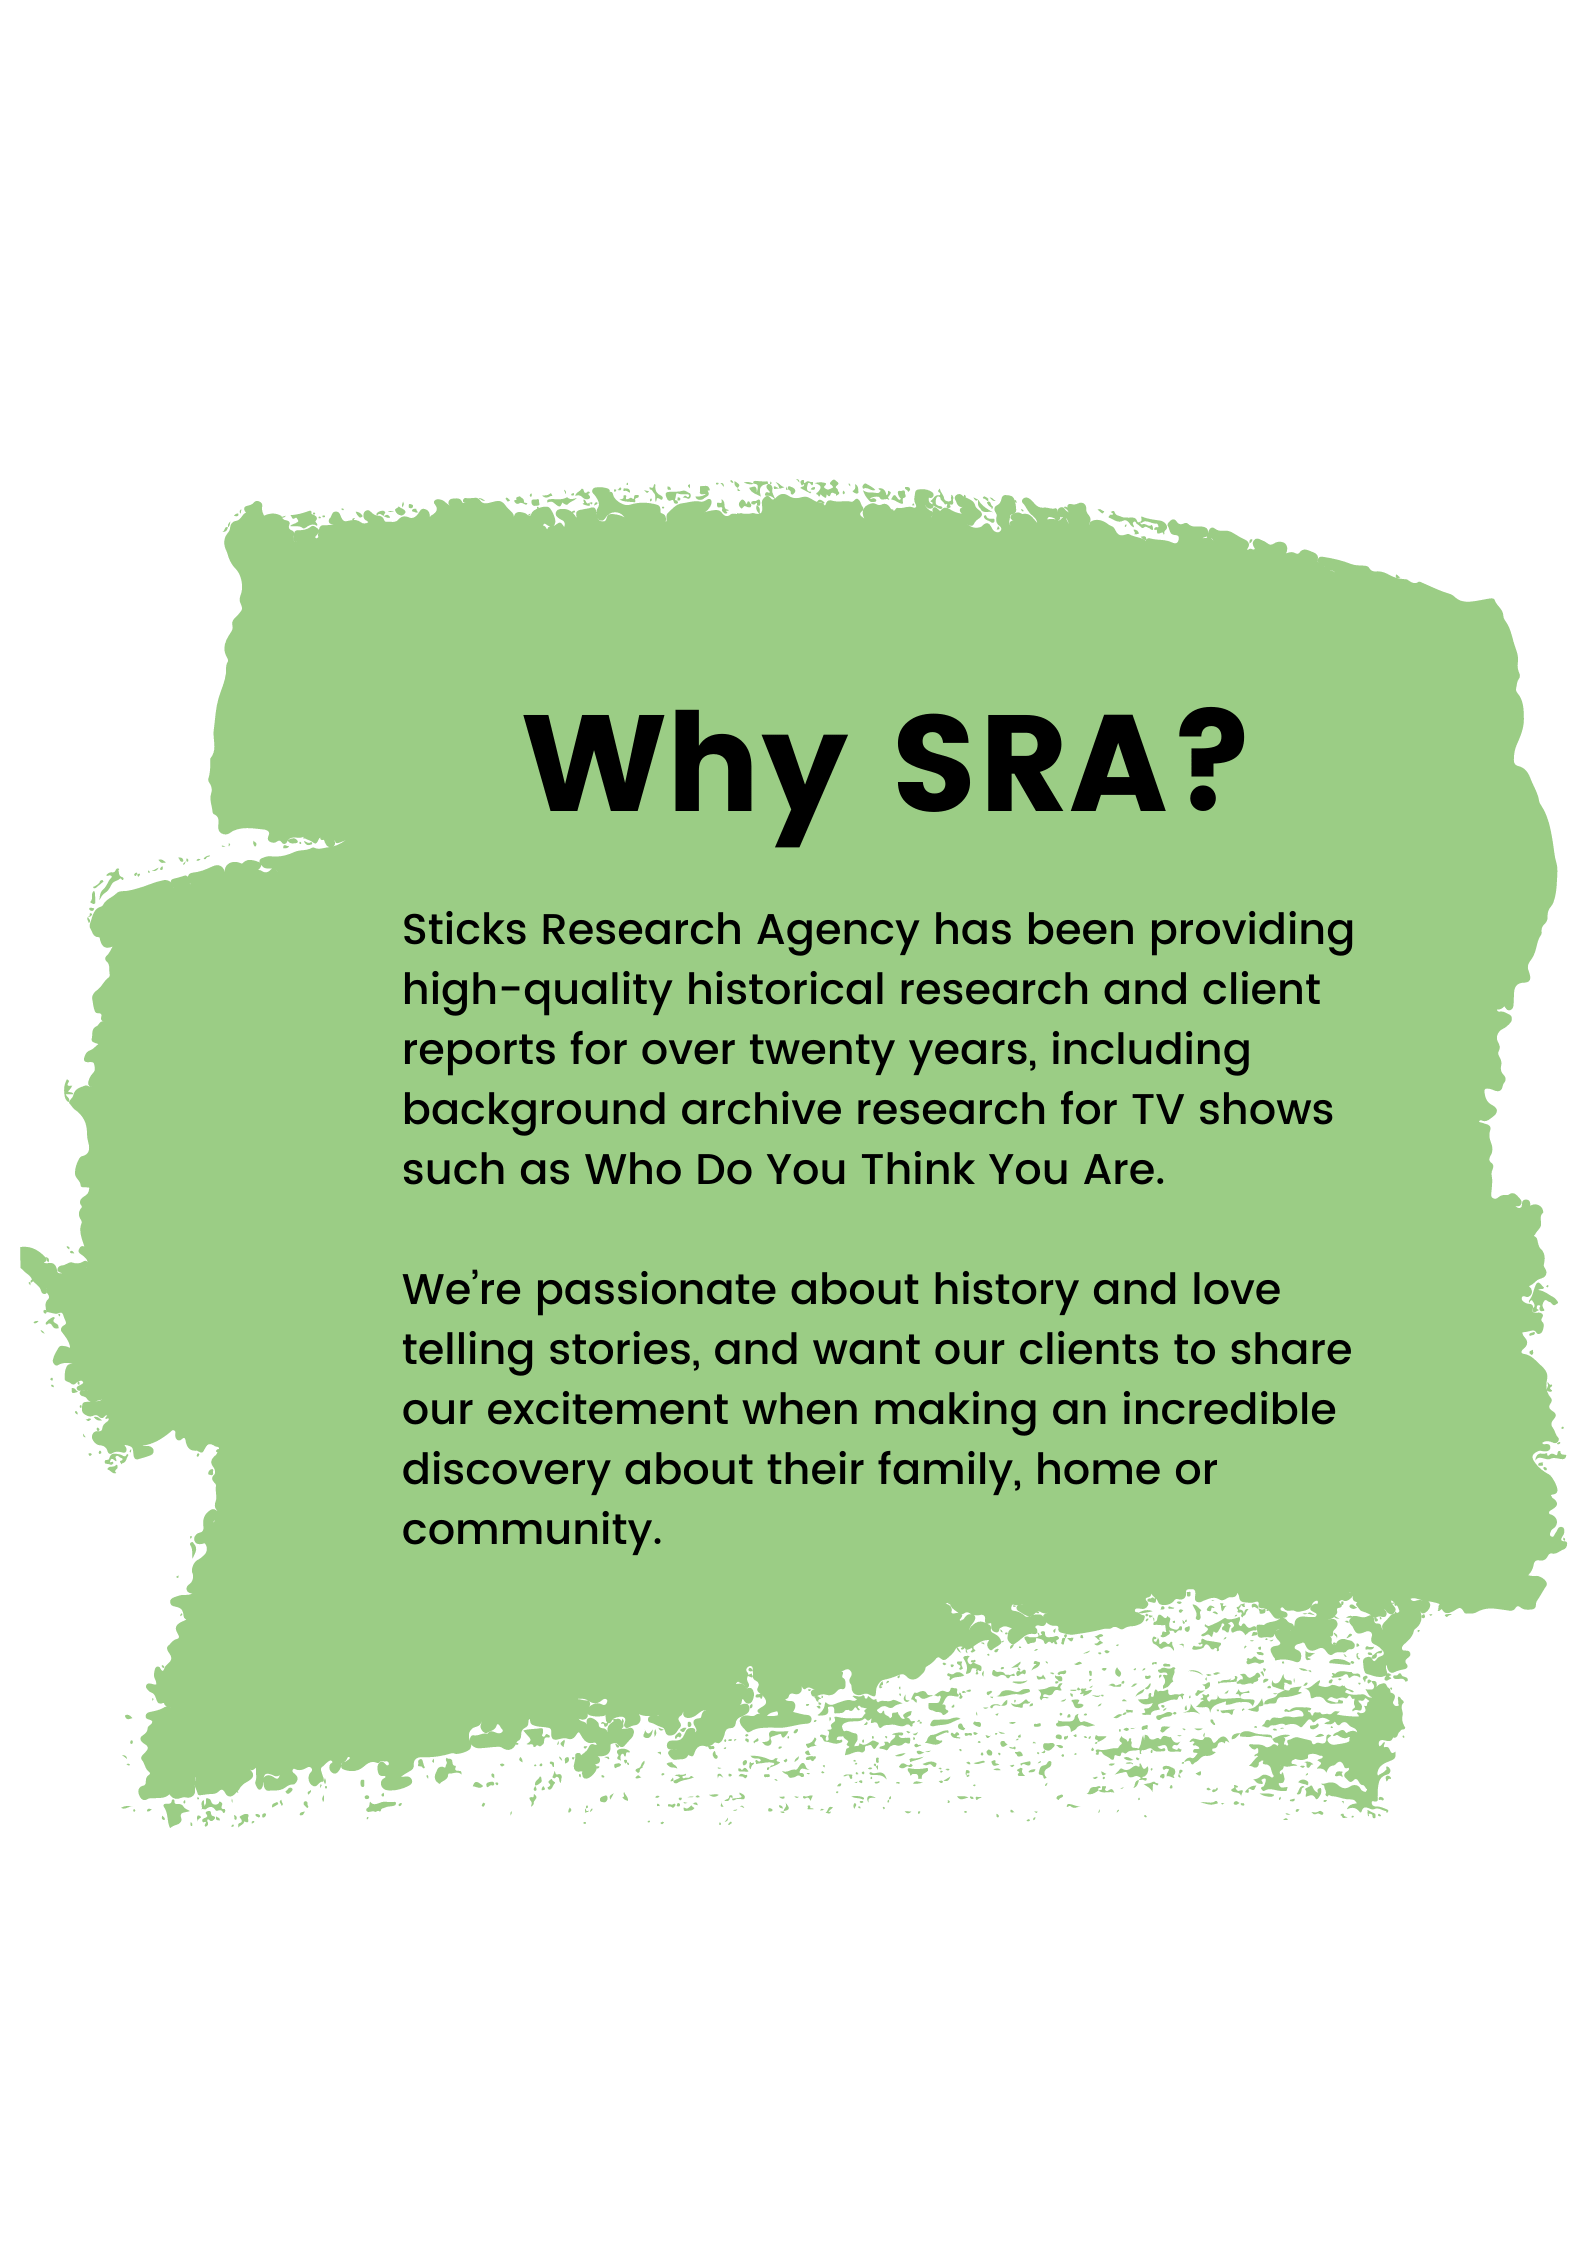 Why SRA?
Sticks Research Agency has been providing
high-quality historical research and client
reports for over twenty years, including
background archive research for TV shows
such as Who Do You Think You Are.
We’re passionate about history and love
telling stories, and want our clients to share
our excitement when making an incredible
discovery about their family, home or
community.